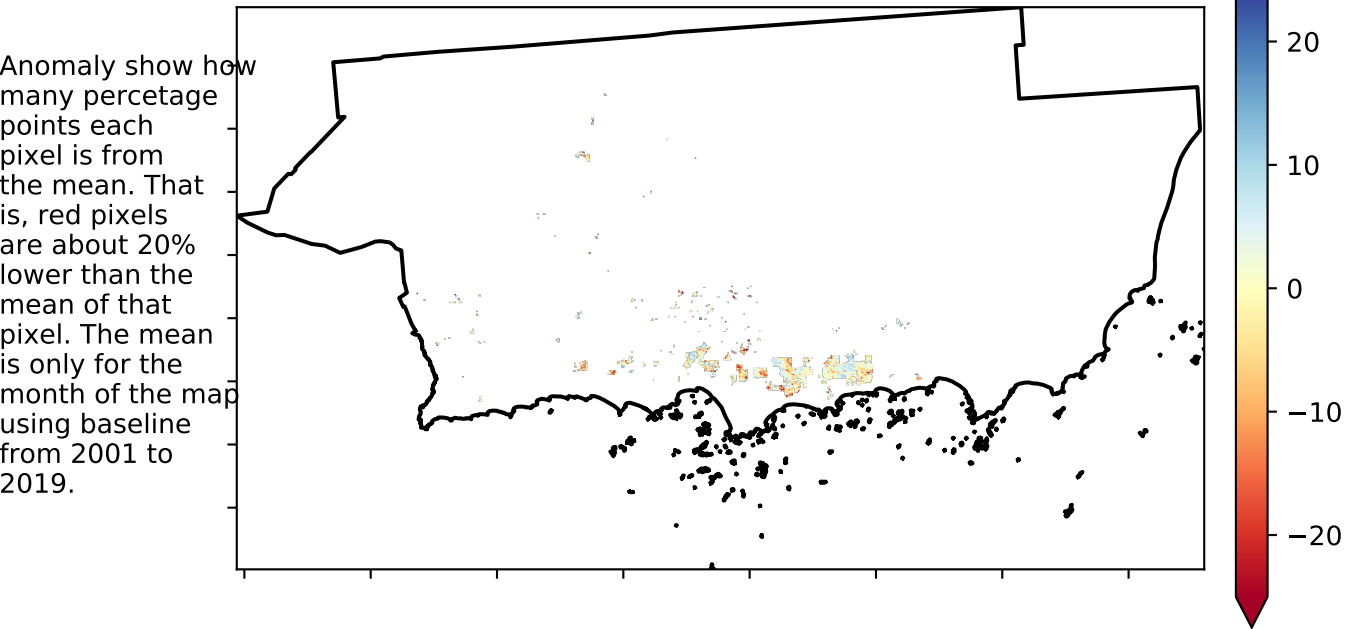 Anomaly show how
many percetage
points each
pixel is from
the mean. That
is, red pixels
are about 20%
lower than the
mean of that
pixel. The mean
is only for the
month of the map
using baseline
from 2001 to
2019.
20
10
0
−10
−20